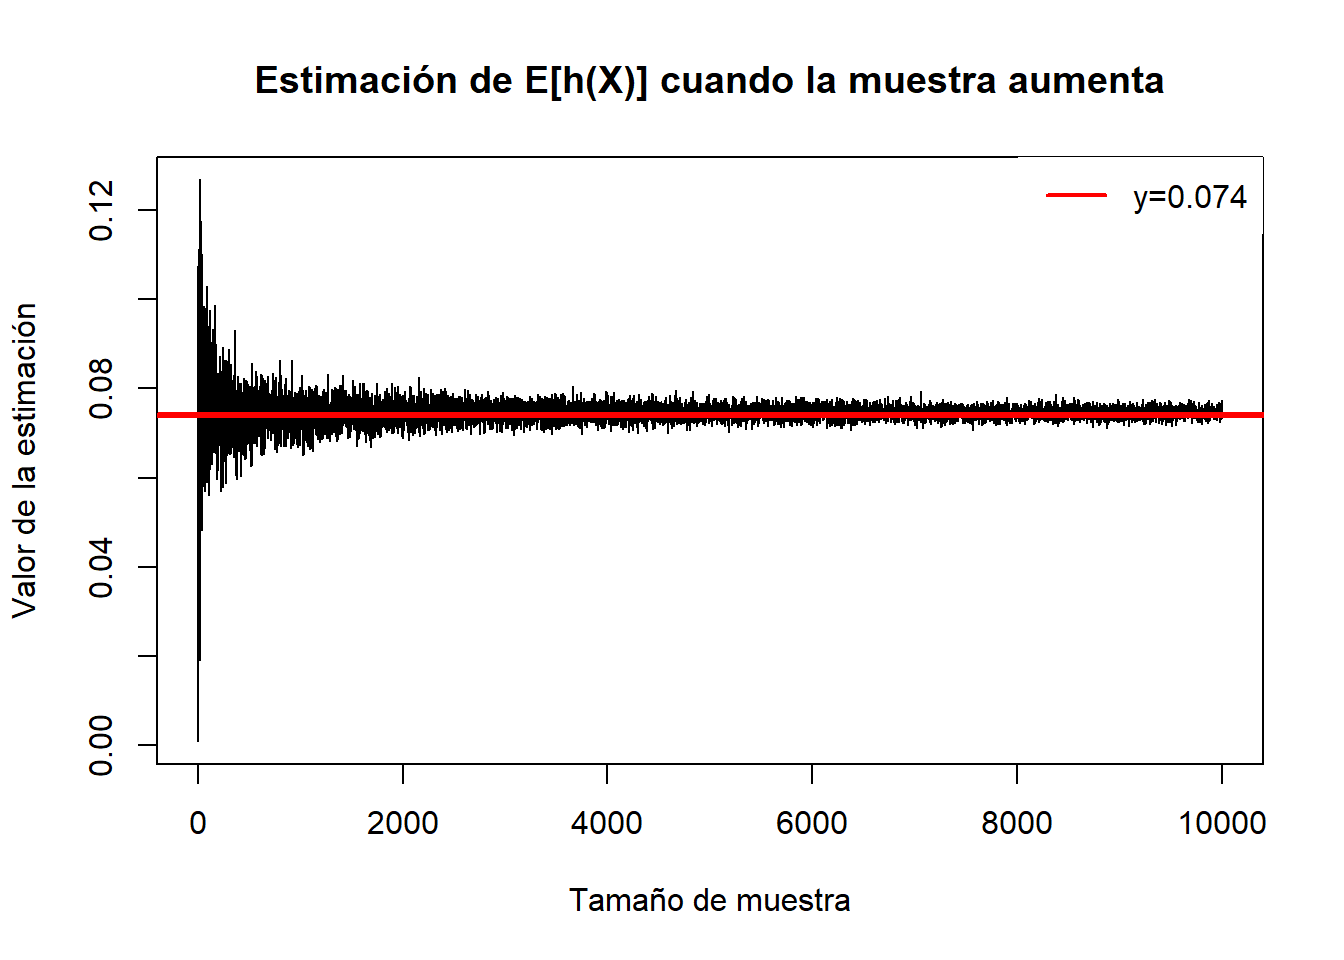 Estimación de E[h(X)] cuando la muestra aumenta
y=0.074
Valor de la estimación
0.12
0.08
0.04
0.00
0 2000 4000 6000 8000 10000
Tamaño de muestra